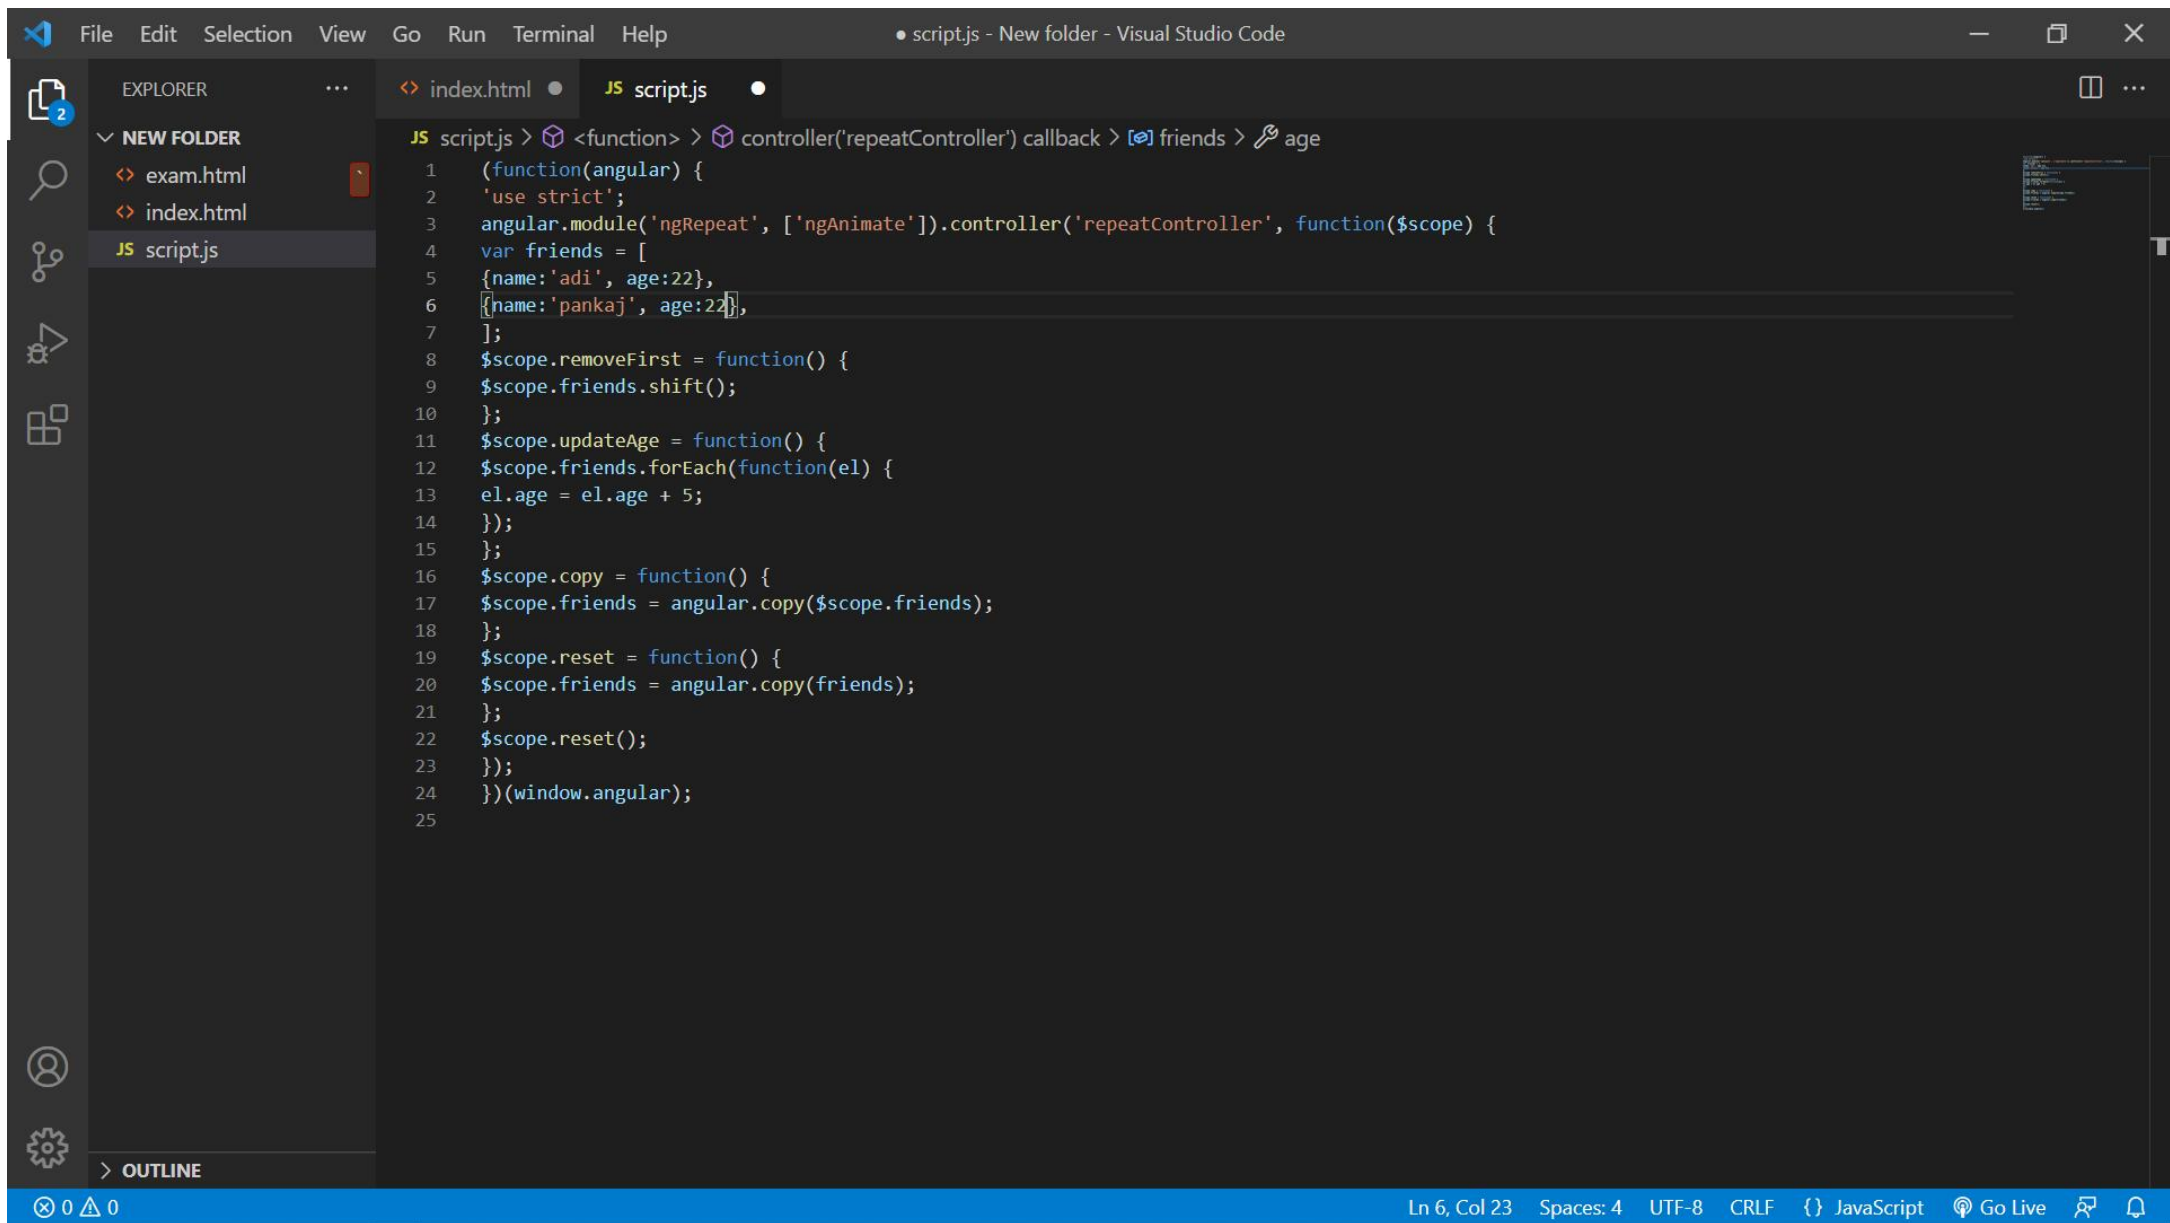 File Edit Selection View Go Run Terminal Help ● script.js - New folder - Visual Studio Code
EXPLORER ··· <> index.html ● JS script.js ● ···
NEW FOLDER
<> exam.html
<> index.html
JS script.js
2
JS script.js > <function> > controller('repeatController') callback > friends > age
1 (function(angular) {
2 'use strict';
3 angular.module('ngRepeat', ['ngAnimate']).controller('repeatController', function($scope) {
4 var friends = [
5 {name:'adi', age:22},
6 {name:'pankaj', age:22},
7 ];
8 $scope.removeFirst = function() {
9 $scope.friends.shift();
10 };
11 $scope.updateAge = function() {
12 $scope.friends.forEach(function(el) {
13 el.age = el.age + 5;
14 });
15 };
16 $scope.copy = function() {
17 $scope.friends = angular.copy($scope.friends);
18 };
19 $scope.reset = function() {
20 $scope.friends = angular.copy(friends);
21 };
22 $scope.reset();
23 });
24 })(window.angular);
25
OUTLINE
0 0 Ln 6, Col 23 Spaces: 4 UTF-8 CRLF {} JavaScript Go Live